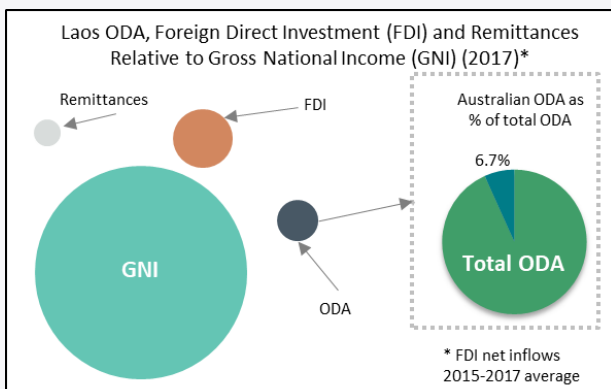 Laos ODA, Foreign Direct Investment (FDI) and Remittances
Relative to Gross National Income (GNI) (2017)*
Remittances
FDI
Australian ODA as
% of total ODA
6.7%
GNI
Total ODA
ODA
* FDI net inflows
2015-2017 average